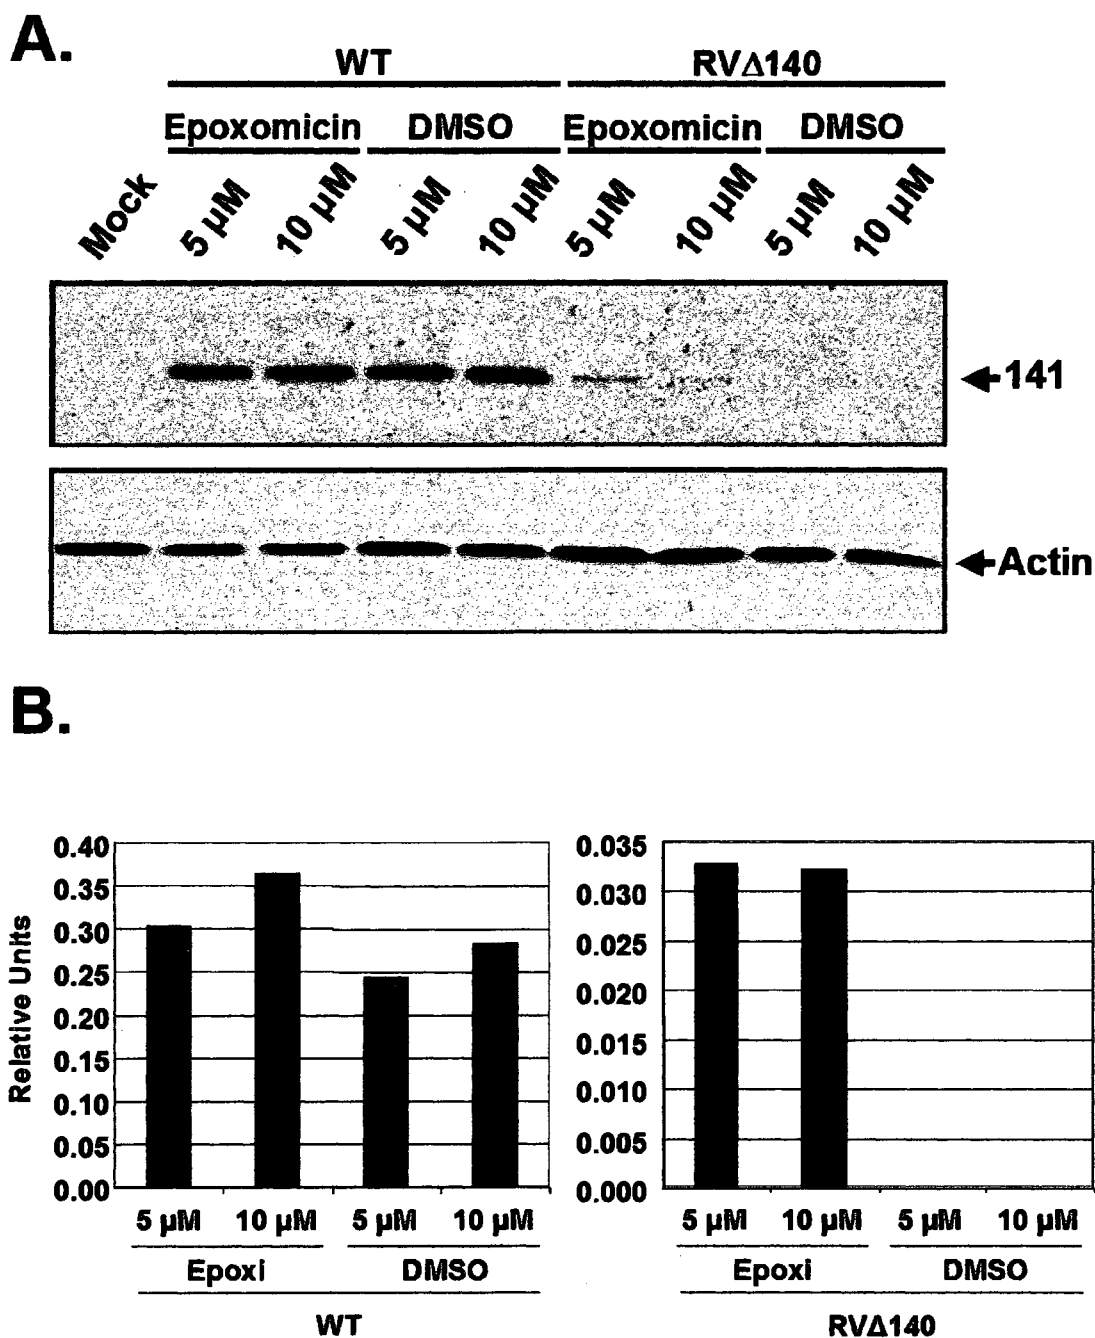 A.
WT RVΔ140
Epoxomicin DMSO Epoxomicin DMSO
Mock 5 µM 10 µM 5 µM 10 µM 5 µM 10 µM 5 µM 10 µM
141
Actin
B.
Relative Units
0.40
0.35
0.30
0.25
0.20
0.15
0.10
0.05
0.00
5 µM 10 µM 5 µM 10 µM
Epoxi DMSO
WT
0.035
0.030
0.025
0.020
0.015
0.010
0.005
0.000
5 µM 10 µM 5 µM 10 µM
Epoxi DMSO
RVΔ140